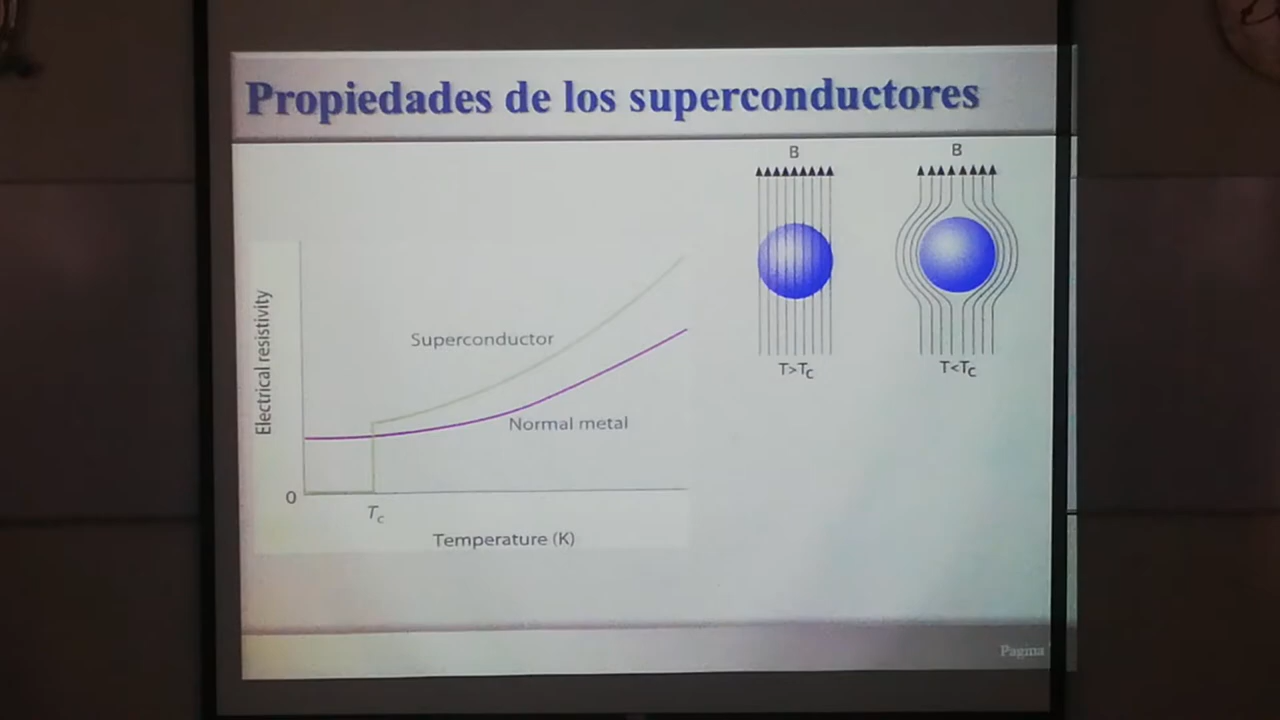 Propiedades de los superconductores
B
B
T>Tc
T<Tc
Electrical resistivity
Superconductor
Normal metal
0
Tc
Temperature (K)
Pagina